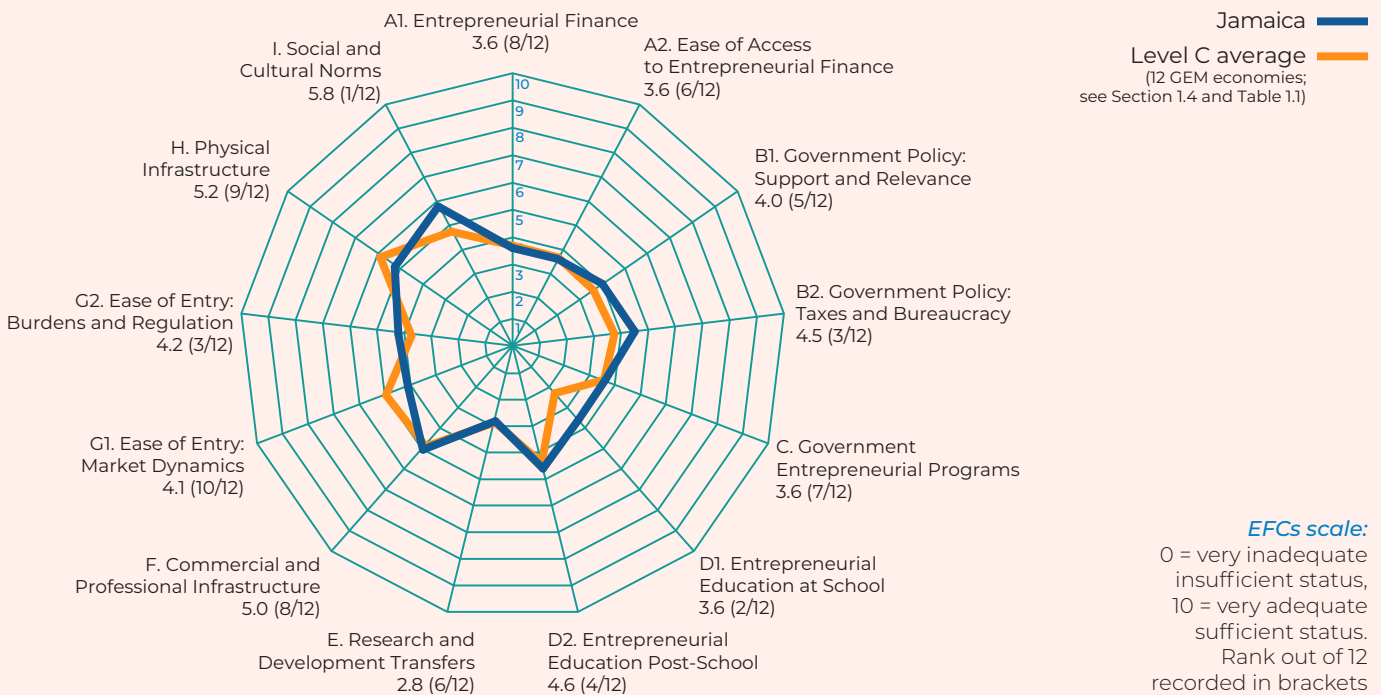 A1. Entrepreneurial Finance
3.6 (8/12)
A2. Ease of Access
to Entrepreneurial Finance
3.6 (6/12)
B1. Government Policy:
Support and Relevance
4.0 (5/12)
B2. Government Policy:
Taxes and Bureaucracy
4.5 (3/12)
C. Government
Entrepreneurial Programs
3.6 (7/12)
D1. Entrepreneurial
Education at School
3.6 (2/12)
D2. Entrepreneurial
Education Post-School
4.6 (4/12)
E. Research and
Development Transfers
2.8 (6/12)
F. Commercial and
Professional Infrastructure
5.0 (8/12)
G1. Ease of Entry:
Market Dynamics
4.1 (10/12)
G2. Ease of Entry:
Burdens and Regulation
4.2 (3/12)
H. Physical
Infrastructure
5.2 (9/12)
I. Social and
Cultural Norms
5.8 (1/12)
10
9
8
7
6
5
3
2
1
Jamaica
Level C average
(12 GEM economies;
see Section 1.4 and Table 1.1)
EFCs scale:
0 = very inadequate
insufficient status,
10 = very adequate
sufficient status.
Rank out of 12
recorded in brackets